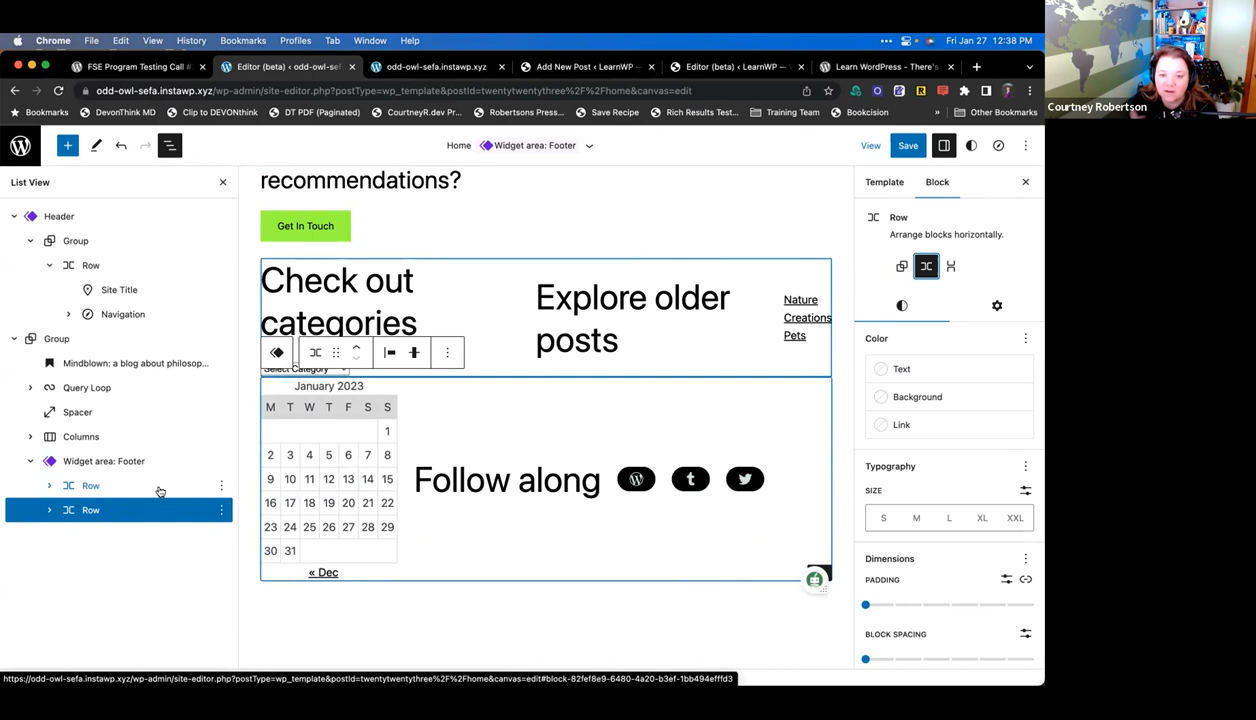 Chrome File Edit View History Bookmarks Profiles Tab Window Help
Fri Jan 27 12:38 PM
FSE Program Testing Call #
Editor (beta) ‹ odd-owl-sef
odd-owl-sefa.instawp.xyz
Add New Post ‹ LearnWP —
Editor (beta) ‹ LearnWP —
Learn WordPress - There's
odd-owl-sefa.instawp.xyz/wp-admin/site-editor.php?postType=wp_template&postId=twentytwentythree%2F%2Fhome&canvas=edit
Bookmarks
DevonThink MD
Clip to DEVONthink
DT PDF (Paginated)
CourtneyR.dev Pr...
Robertsons Press...
Save Recipe
Rich Results Test...
Training Team
Bookcision
»
Other Bookmarks
Courtney Robertson
Home
Widget area: Footer
View
Save
List View
Header
Group
Row
Site Title
Navigation
Group
Mindblown: a blog about philosop...
Query Loop
Spacer
Columns
Widget area: Footer
Row
Row
recommendations?
Get In Touch
Check out
categories
Explore older
posts
Nature
Creations
Pets
Select Category
January 2023
M T W T F S S
1
2 3 4 5 6 7 8
9 10 11 12 13 14 15
16 17 18 19 20 21 22
23 24 25 26 27 28 29
30 31
« Dec
Follow along
Template
Block
Row
Arrange blocks horizontally.
Color
Text
Background
Link
Typography
SIZE
S M L XL XXL
Dimensions
PADDING
BLOCK SPACING
https://odd-owl-sefa.instawp.xyz/wp-admin/site-editor.php?postType=wp_template&postId=twentytwentythree%2F%2Fhome&canvas=edit#block-82fef8e9-6480-4a20-b3ef-1bb494efffd3